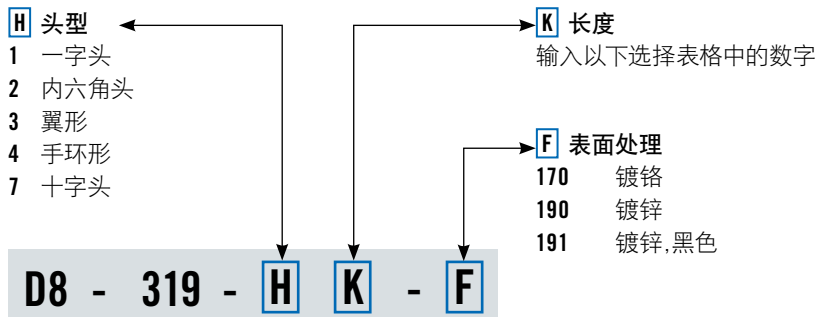 H 头型
1 一字头
2 内六角头
3 翼形
4 手环形
7 十字头
K 长度
输入以下选择表格中的数字
F 表面处理
170 镀铬
190 镀锌
191 镀锌,黑色
D8 - 319 - H K - F